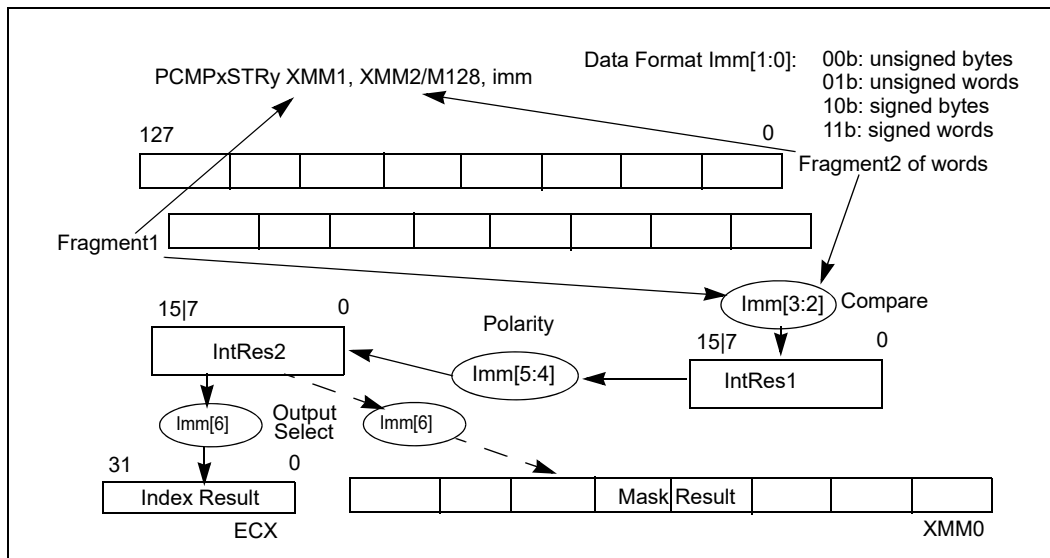 Data Format Imm[1:0]: 00b: unsigned bytes
PCMPxSTRy XMM1, XMM2/M128, imm
01b: unsigned words
10b: signed bytes
11b: signed words
127 0
Fragment2 of words
Fragment1
Imm[3:2] Compare
15|7 0
Polarity
15|7 0
IntRes2
Imm[5:4]
IntRes1
Imm[6]
Output
Select
Imm[6]
31 0
Index Result
Mask Result
ECX
XMM0